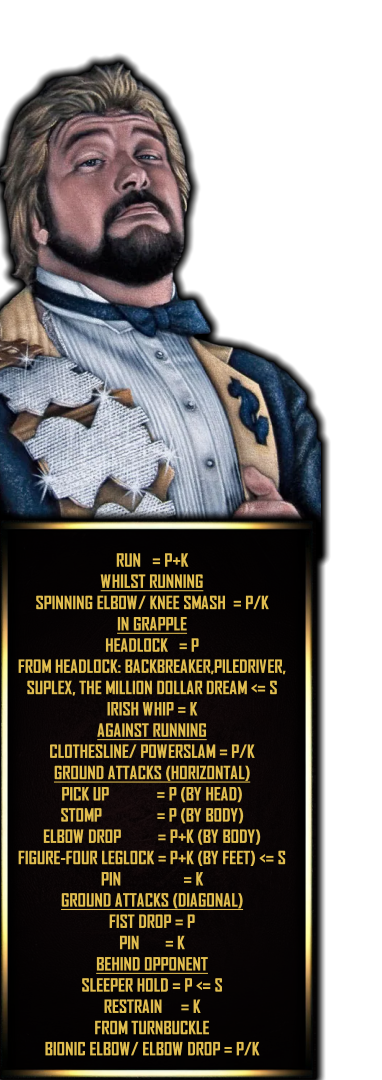 RUN = P+K
WHILST RUNNING
SPINNING ELBOW/ KNEE SMASH = P/K
IN GRAPPLE
HEADLOCK = P
FROM HEADLOCK: BACKBREAKER,PILEDRIVER,
SUPLEX, THE MILLION DOLLAR DREAM <= S
IRISH WHIP = K
AGAINST RUNNING
CLOTHESLINE/ POWERSLAM = P/K
GROUND ATTACKS (HORIZONTAL)
PICK UP = P (BY HEAD)
STOMP = P (BY BODY)
ELBOW DROP = P+K (BY BODY)
FIGURE-FOUR LEGLOCK = P+K (BY FEET) <= S
PIN = K
GROUND ATTACKS (DIAGONAL)
FIST DROP = P
PIN = K
BEHIND OPPONENT
SLEEPER HOLD = P <= S
RESTRAIN = K
FROM TURNBUCKLE
BIONIC ELBOW/ ELBOW DROP = P/K